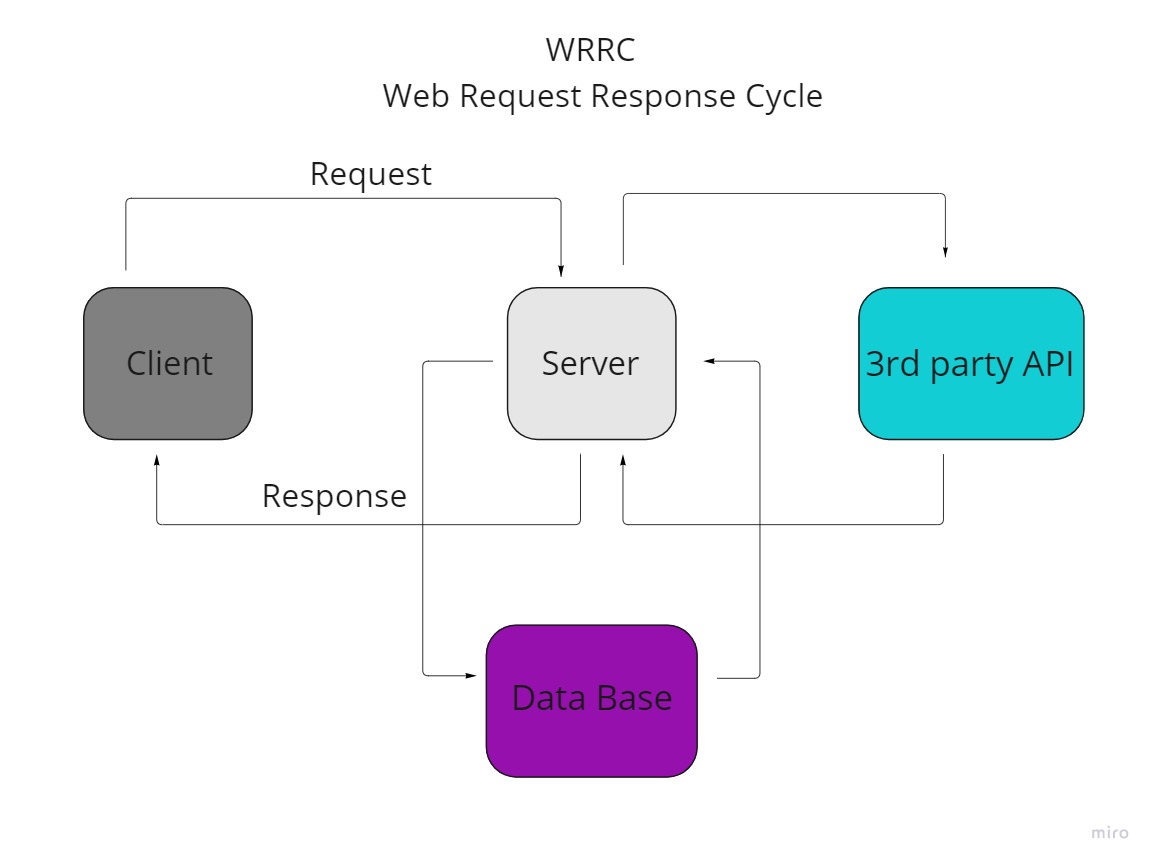 WRRC
Web Request Response Cycle
Request
Client
Server
3rd party API
Response
Data Base
miro